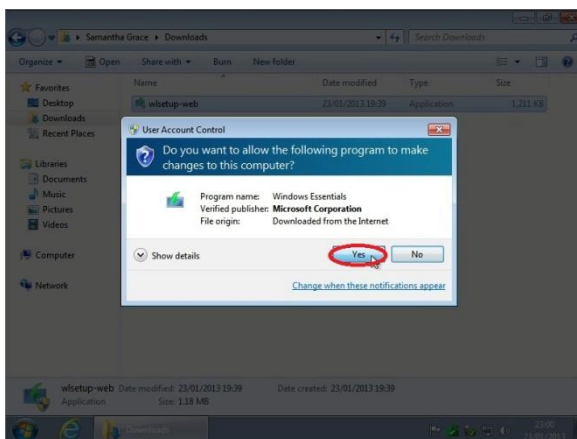 Samantha Grace ▸ Downloads
Search Downloads
Organize Open Share with Burn New folder
Name Date modified Type Size
Favorites
Desktop
Downloads
Recent Places
Libraries
Documents
Music
Pictures
Videos
Computer
Network
wlsetup-web 23/01/2013 19:39 Application 1,211 KB
User Account Control
Do you want to allow the following program to make
changes to this computer?
Program name: Windows Essentials
Verified publisher: Microsoft Corporation
File origin: Downloaded from the Internet
Show details
Yes No
Change when these notifications appear
wlsetup-web Date modified: 23/01/2013 19:39 Date created: 23/01/2013 19:39
Application Size: 1.18 MB
Downloads
23:00